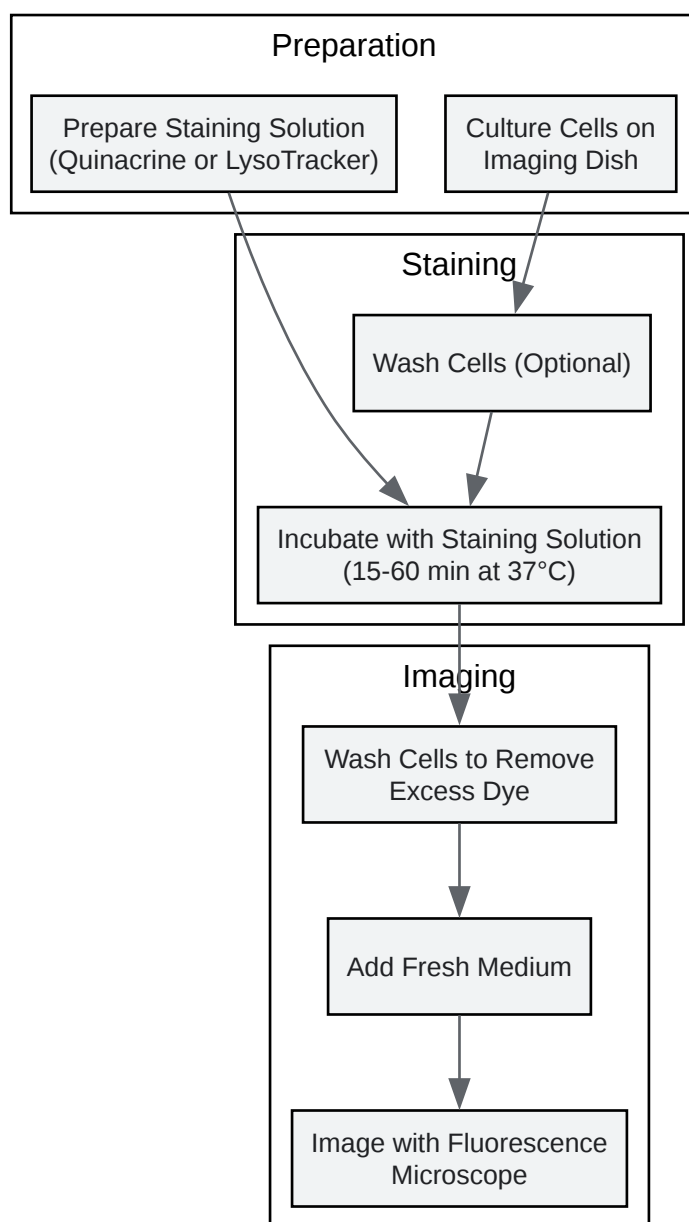 Preparation
Prepare Staining Solution
(Quinacrine or LysoTracker)
Culture Cells on
Imaging Dish
Staining
Wash Cells (Optional)
Incubate with Staining Solution
(15-60 min at 37°C)
Imaging
Wash Cells to Remove
Excess Dye
Add Fresh Medium
Image with Fluorescence
Microscope